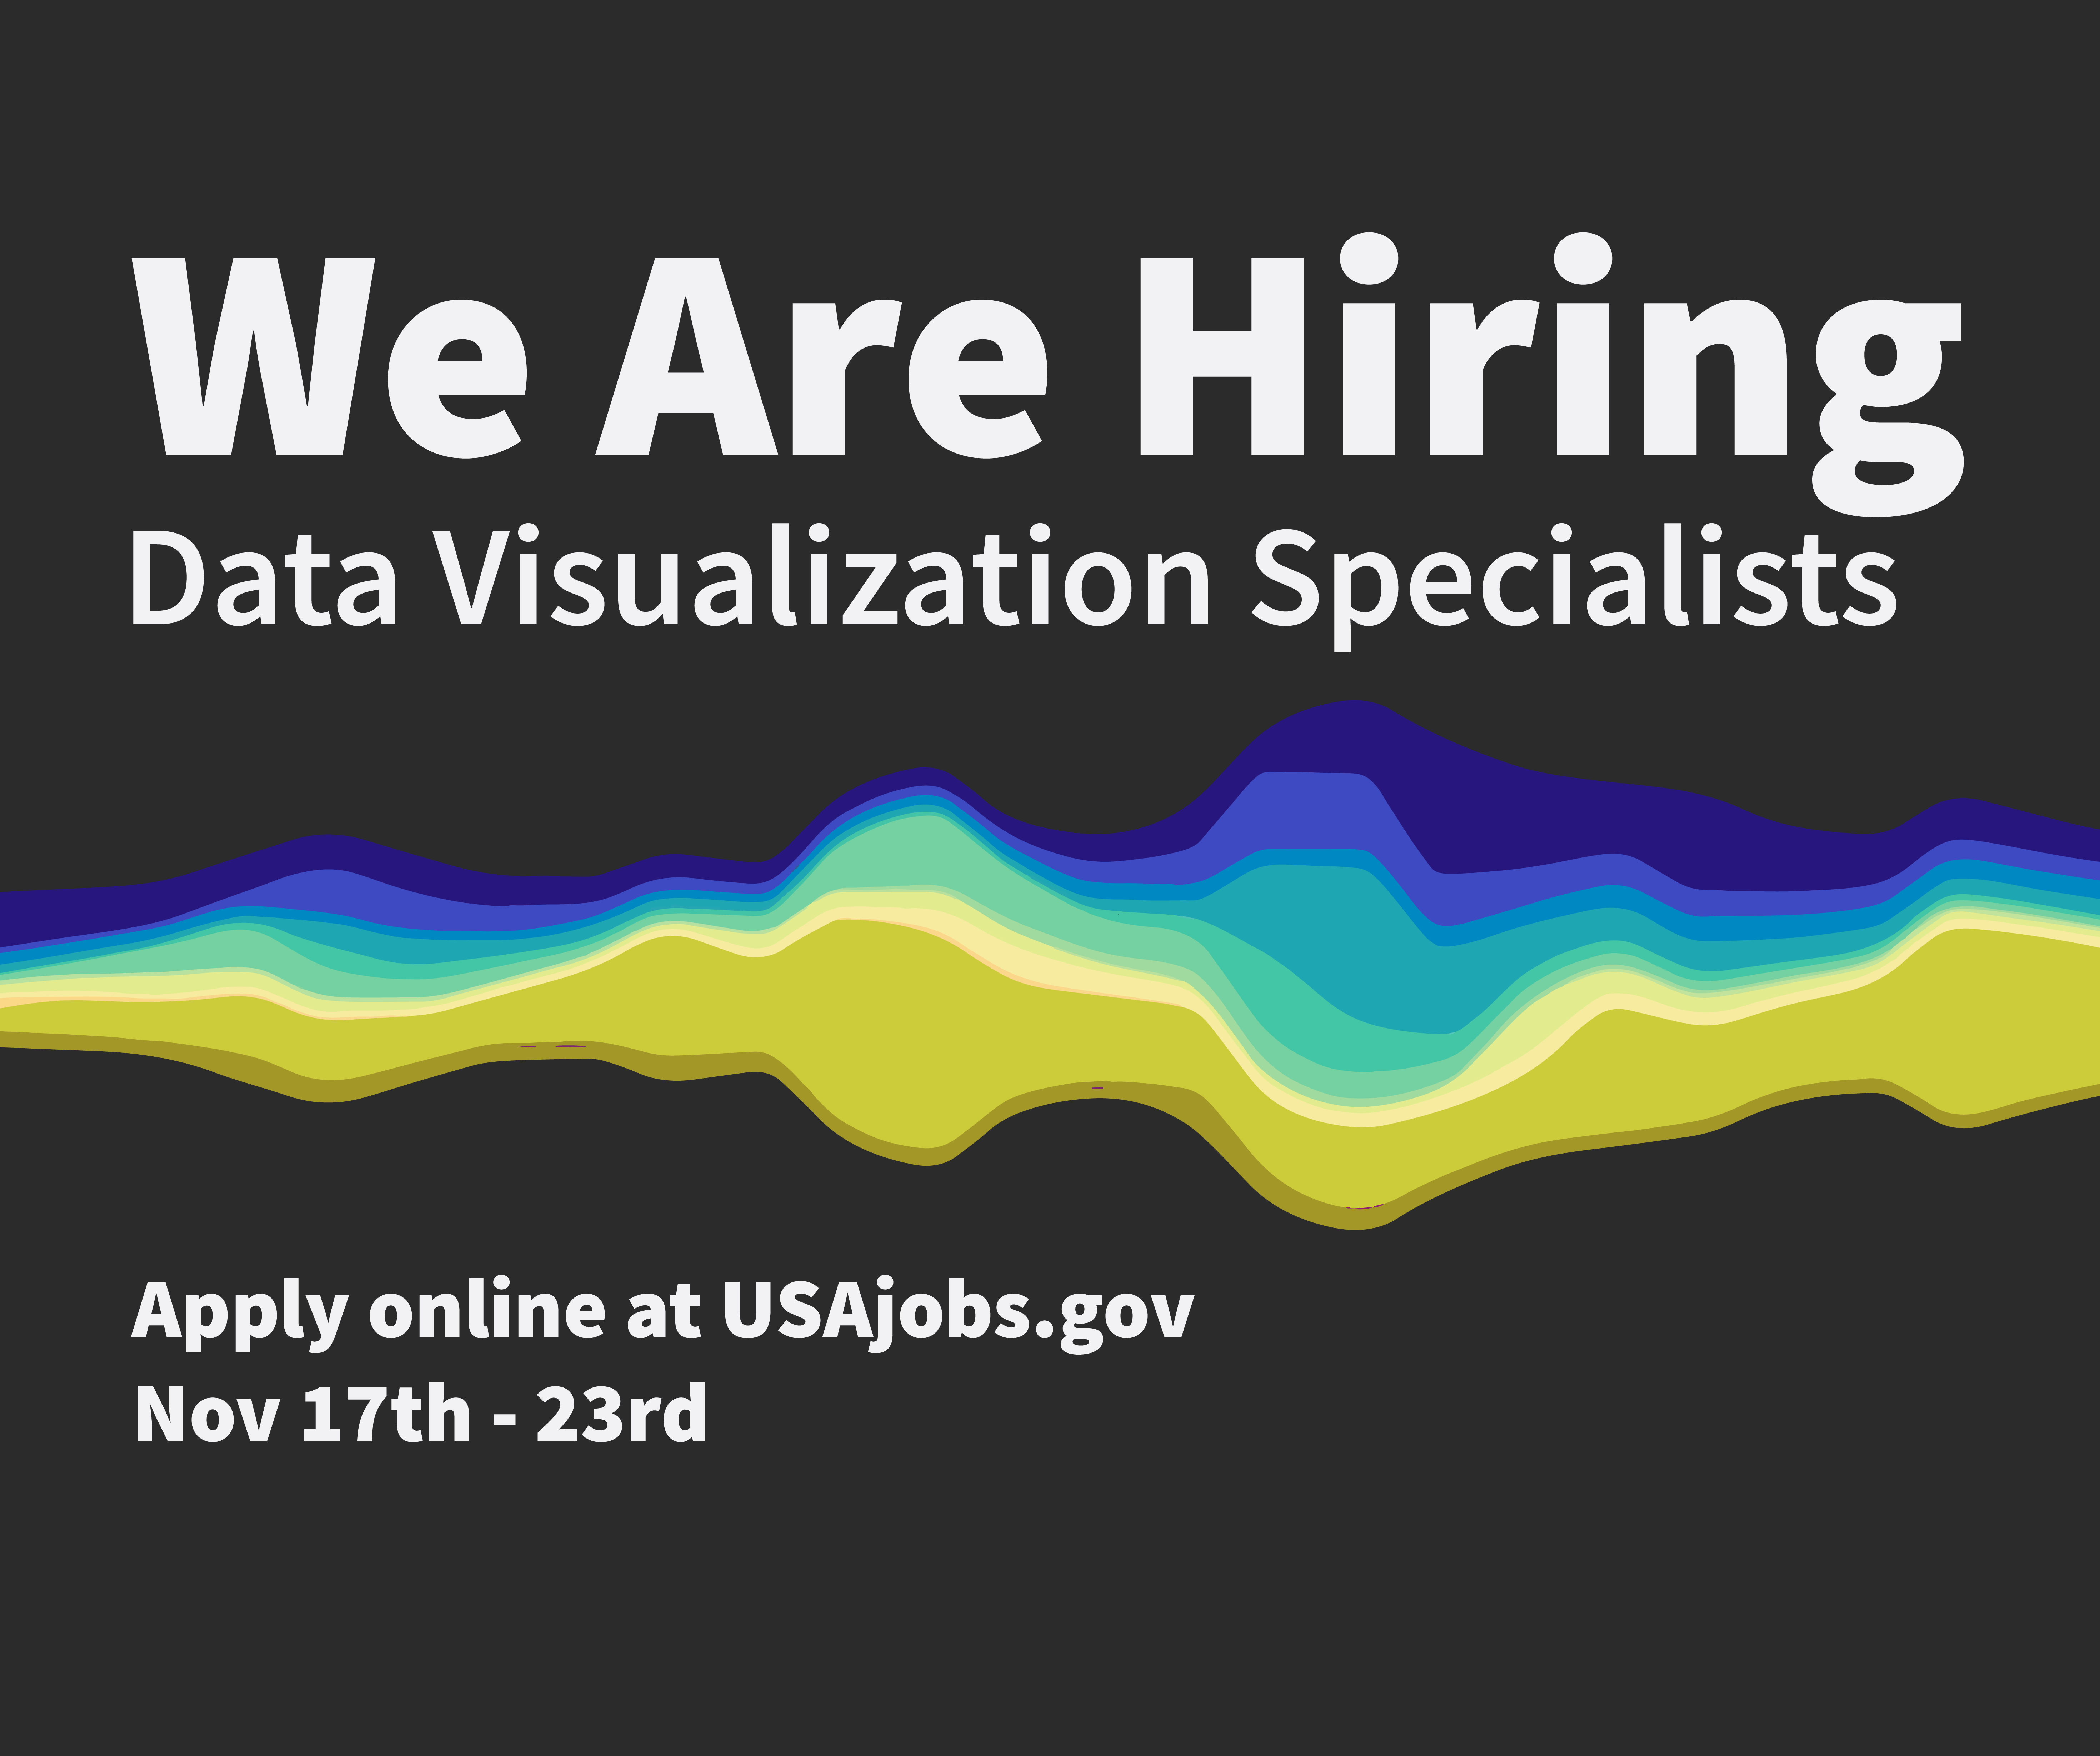 We Are Hiring
Data Visualization Specialists
Apply online at USAjobs.gov
Nov 17th - 23rd